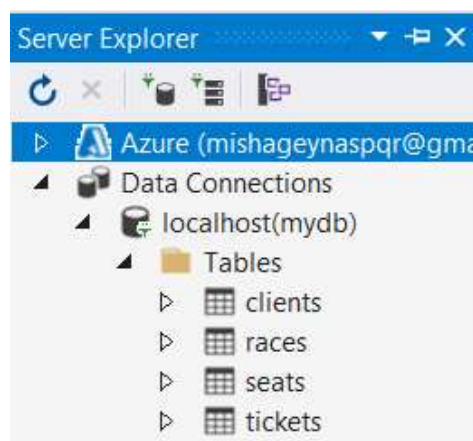 Server Explorer
Azure (mishageynaspqr@gma
Data Connections
localhost(mydb)
Tables
clients
races
seats
tickets